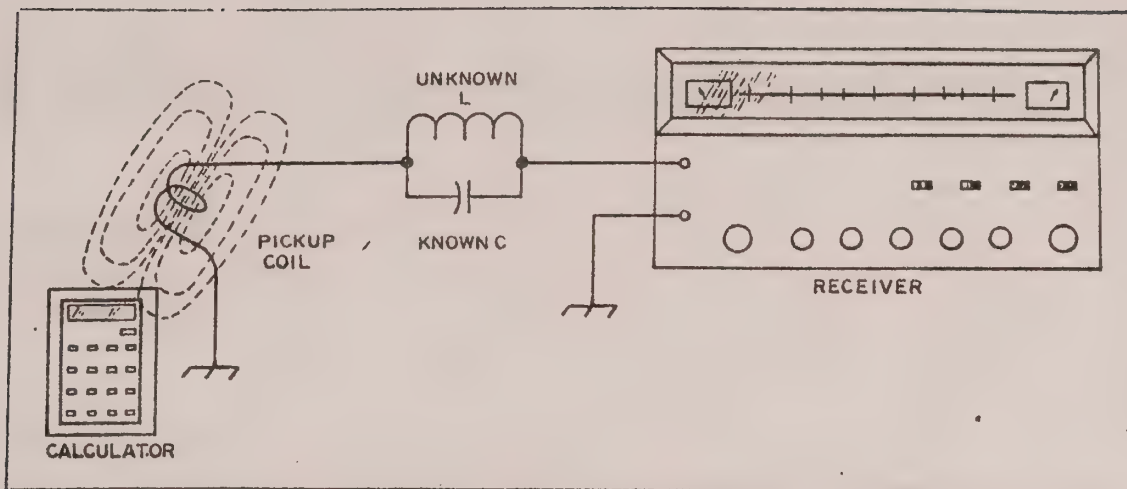 UNKNOWN
L
KNOWN C
PICKUP
COIL
RECEIVER
CALCULATOR